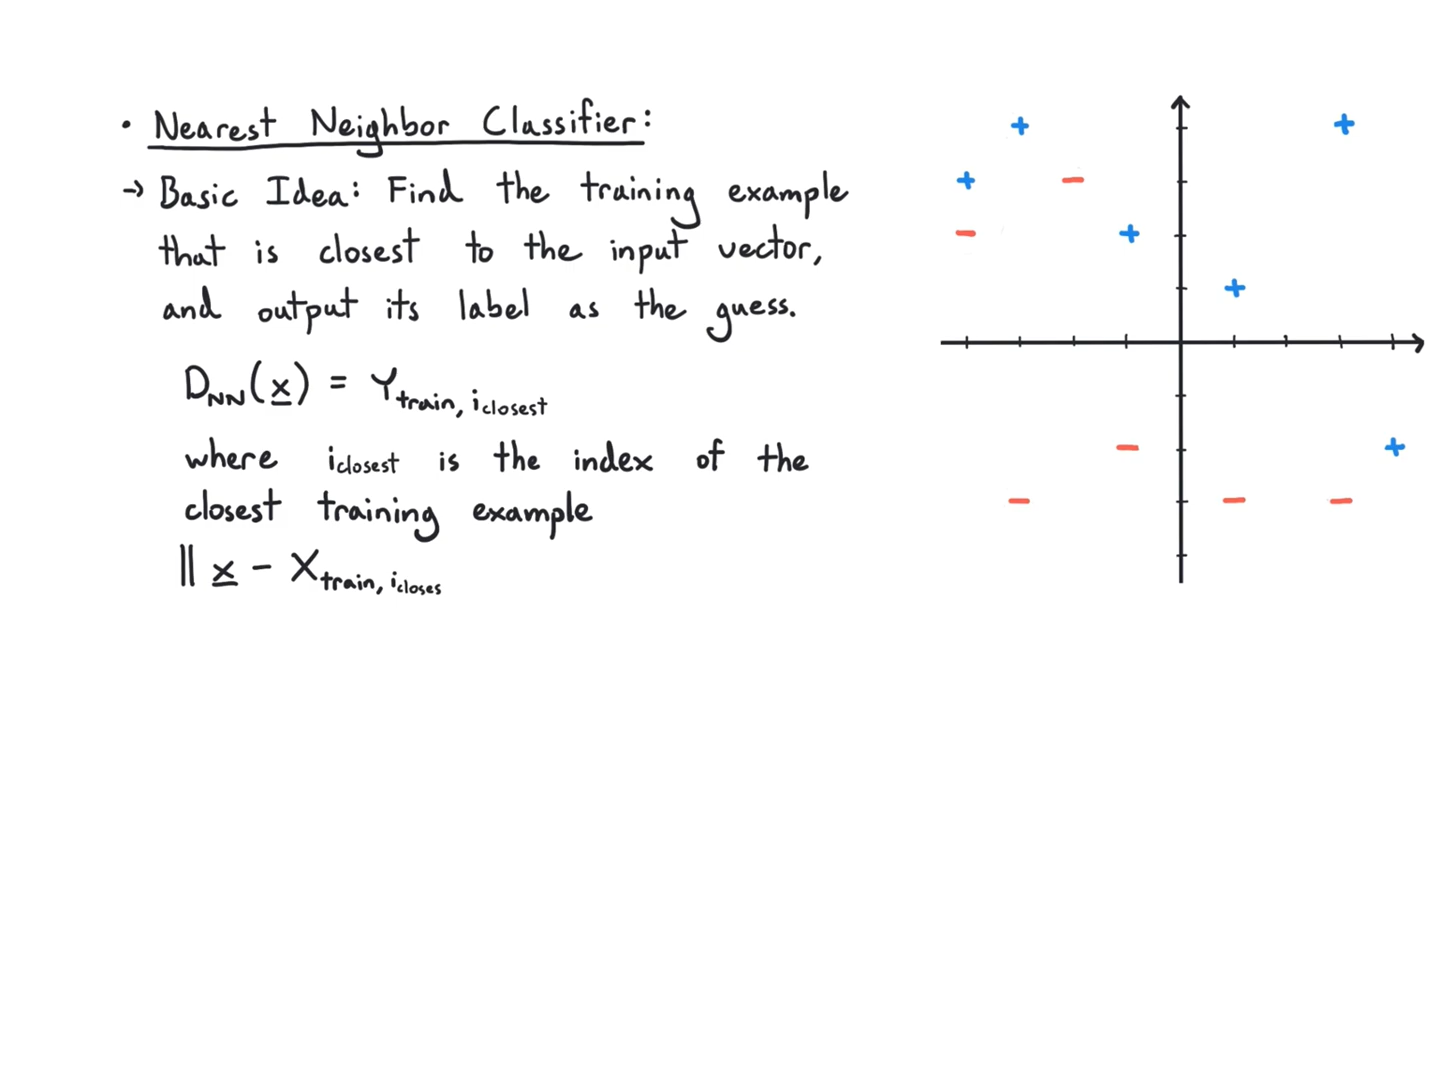 • Nearest Neighbor Classifier:
→ Basic Idea: Find the training example
that is closest to the input vector,
and output its label as the guess.
D_NN(x) = Y_train, i_closest
where i_closest is the index of the
closest training example
|| x - X_train, i_closes